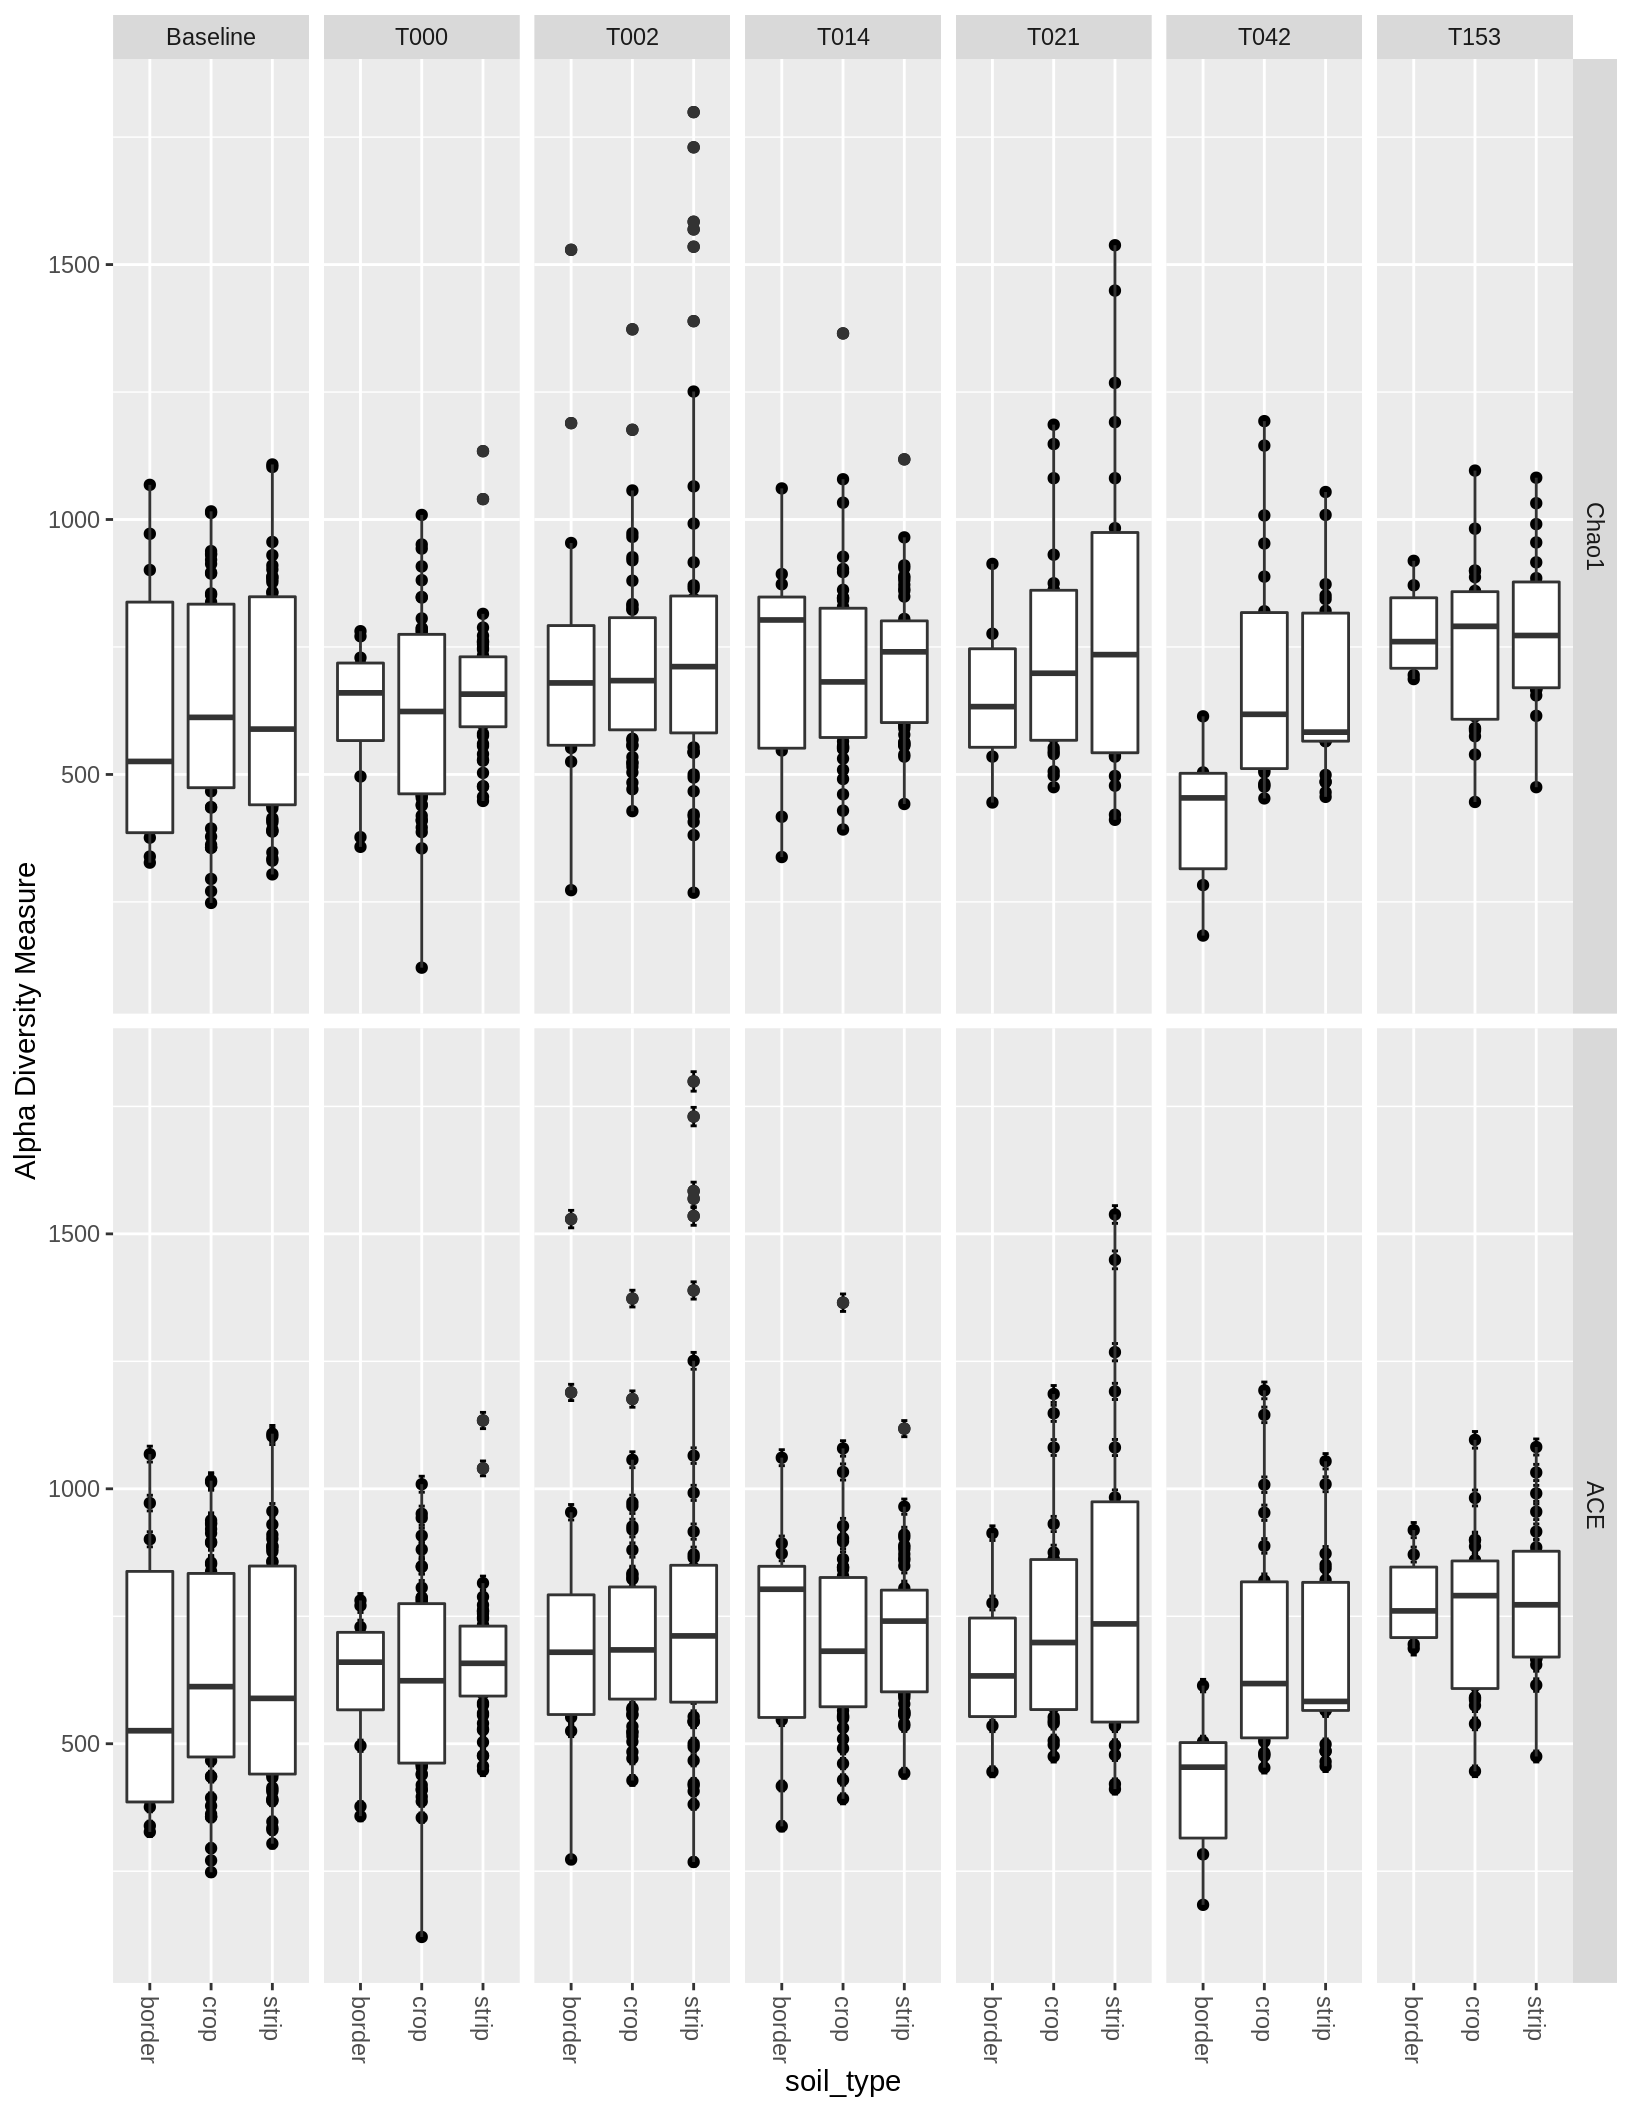 Baseline T000 T002 T014 T021 T042 T153
Chao1
1500
1000
500
Alpha Diversity Measure
ACE
1500
1000
500
border crop strip border crop strip border crop strip border crop strip border crop strip border crop strip border crop strip
soil_type